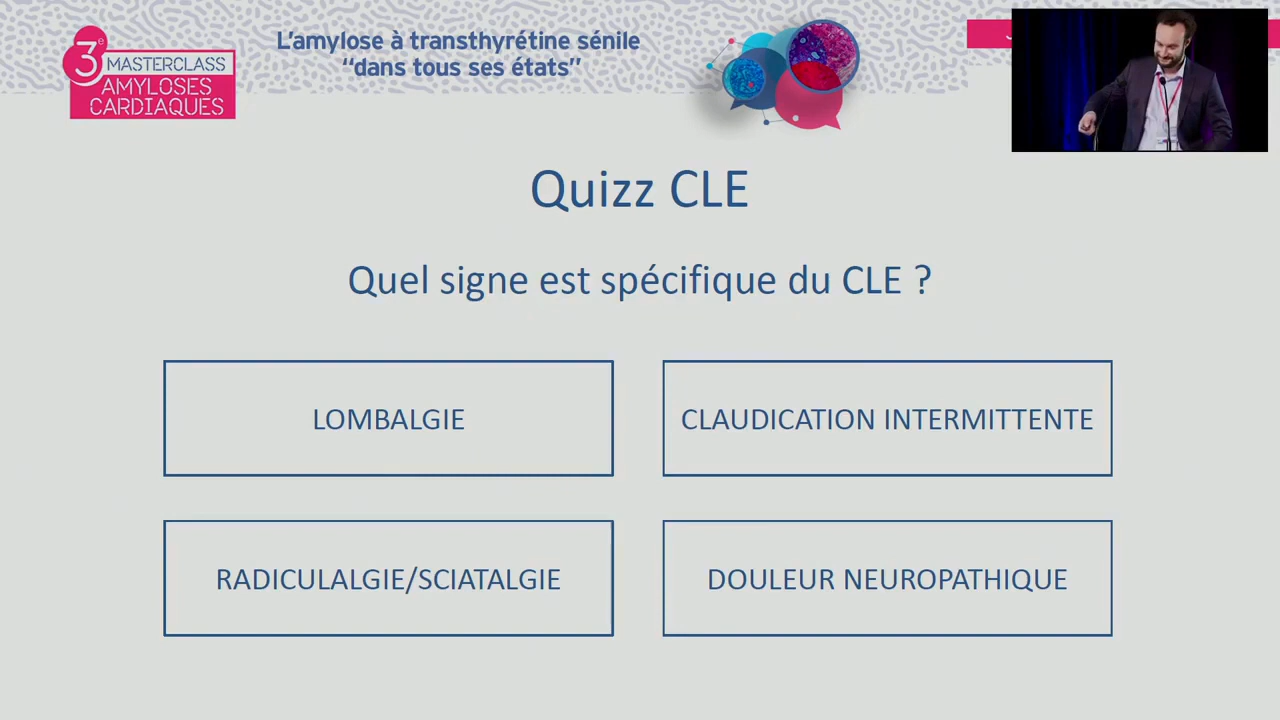 3e MASTERCLASS
AMYLOSES
CARDIAQUES
L'amylose à transthyrétine sénile
“dans tous ses états”
Quizz CLE
Quel signe est spécifique du CLE ?
LOMBALGIE
CLAUDICATION INTERMITTENTE
RADICULALGIE/SCIATALGIE
DOULEUR NEUROPATHIQUE